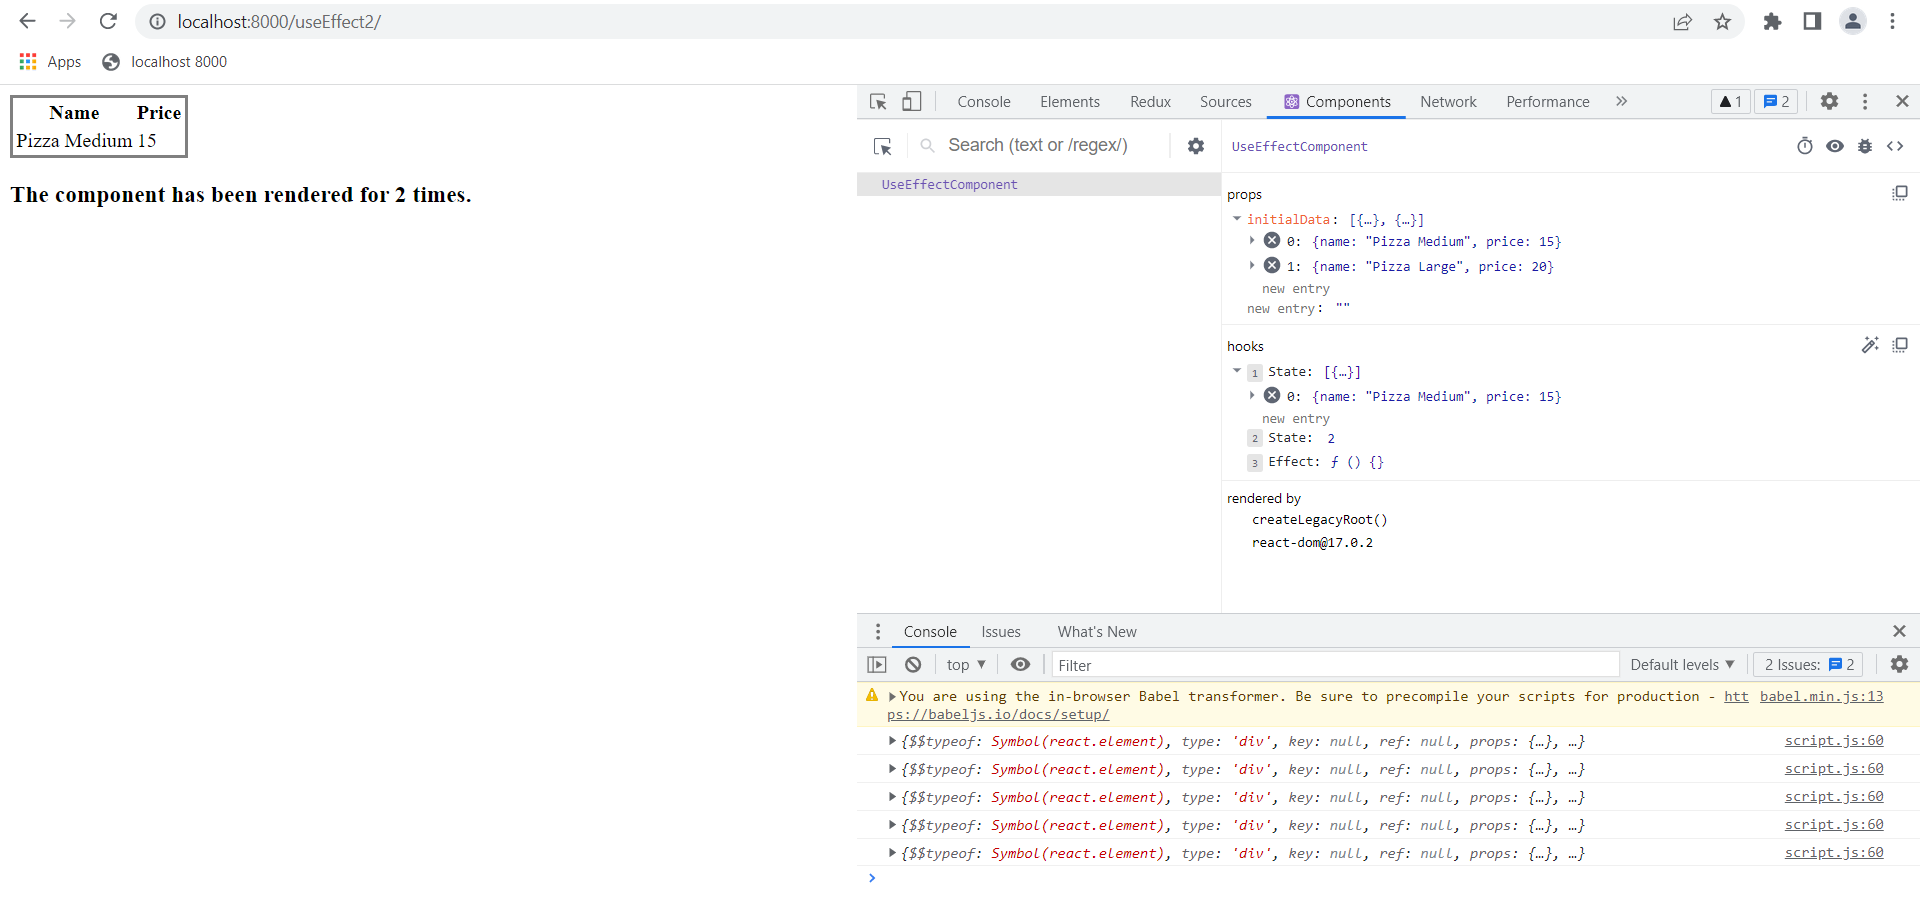 localhost:8000/useEffect2/
Apps localhost 8000
Name Price
Pizza Medium 15
The component has been rendered for 2 times.
Console Elements Redux Sources Components Network Performance » 1 2
Search (text or /regex/)
UseEffectComponent
UseEffectComponent
props
initialData: [{…}, {…}]
0: {name: "Pizza Medium", price: 15}
1: {name: "Pizza Large", price: 20}
new entry
new entry: ""
hooks
1 State: [{…}]
0: {name: "Pizza Medium", price: 15}
new entry
2 State: 2
3 Effect: ƒ () {}
rendered by
createLegacyRoot()
react-dom@17.0.2
Console Issues What's New
top Filter Default levels 2 Issues: 2
You are using the in-browser Babel transformer. Be sure to precompile your scripts for production - htt babel.min.js:13
ps://babeljs.io/docs/setup/
{$$typeof: Symbol(react.element), type: 'div', key: null, ref: null, props: {…}, …} script.js:60
{$$typeof: Symbol(react.element), type: 'div', key: null, ref: null, props: {…}, …} script.js:60
{$$typeof: Symbol(react.element), type: 'div', key: null, ref: null, props: {…}, …} script.js:60
{$$typeof: Symbol(react.element), type: 'div', key: null, ref: null, props: {…}, …} script.js:60
{$$typeof: Symbol(react.element), type: 'div', key: null, ref: null, props: {…}, …} script.js:60